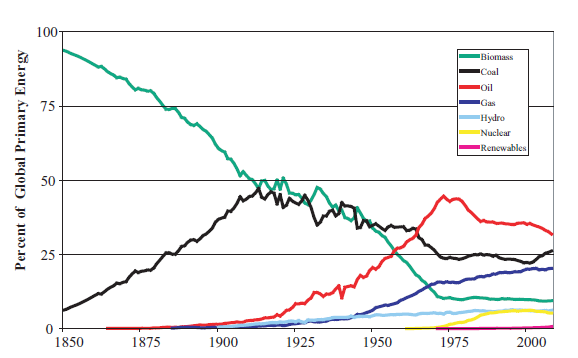 Percent of Global Primary Energy
100
75
50
25
0
Biomass
Coal
Oil
Gas
Hydro
Nuclear
Renewables
1850 1875 1900 1925 1950 1975 2000